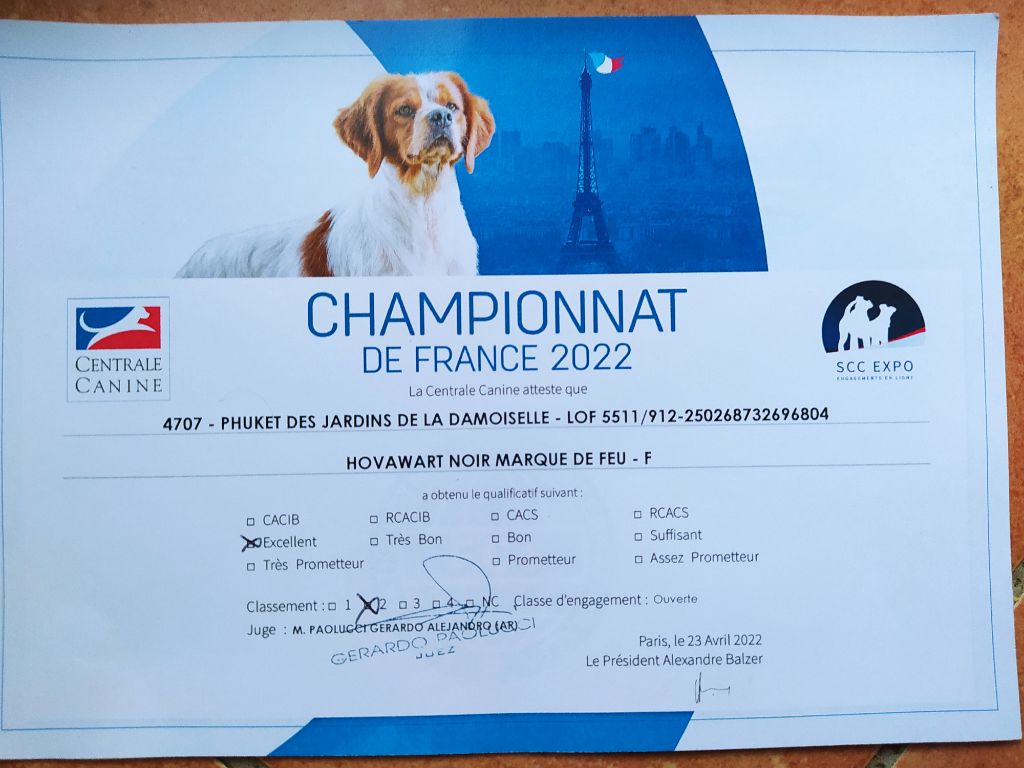 CHAMPIONNAT
DE FRANCE 2022
CENTRALE
CANINE
SCC EXPO
ENGAGEMENTS EN LIGNE
La Centrale Canine atteste que
4707 - PHUKET DES JARDINS DE LA DAMOISELLE - LOF 5511/912-250268732696804
HOVAWART NOIR MARQUE DE FEU - F
a obtenu le qualificatif suivant :
CACIB RCACIB CACS RCACS
Excellent Très Bon Bon Suffisant
Très Prometteur Prometteur Assez Prometteur
Classement : 1 2 3 4 NC Classe d'engagement : Ouverte
Juge : M. PAOLUCCI GERARDO ALEJANDRO (AR)
GERARDO PAOLUCCI
JUEZ
Paris, le 23 Avril 2022
Le Président Alexandre Balzer